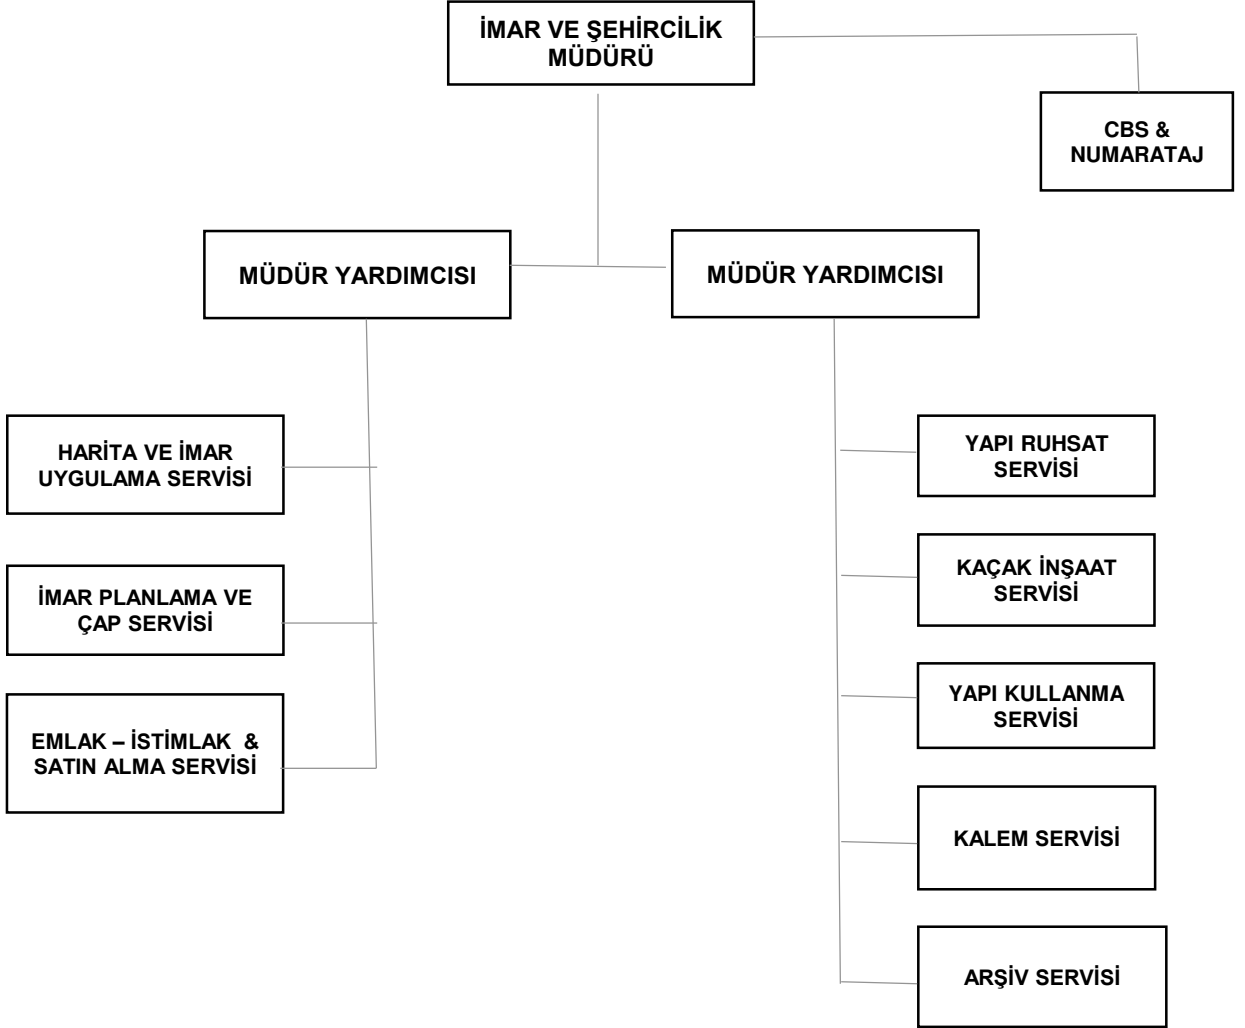 İMAR VE ŞEHİRCİLİK
MÜDÜRÜ
CBS &
NUMARATAJ
MÜDÜR YARDIMCISI
MÜDÜR YARDIMCISI
HARİTA VE İMAR
UYGULAMA SERVİSİ
İMAR PLANLAMA VE
ÇAP SERVİSİ
EMLAK – İSTİMLAK &
SATIN ALMA SERVİSİ
YAPI RUHSAT
SERVİSİ
KAÇAK İNŞAAT
SERVİSİ
YAPI KULLANMA
SERVİSİ
KALEM SERVİSİ
ARŞİV SERVİSİ